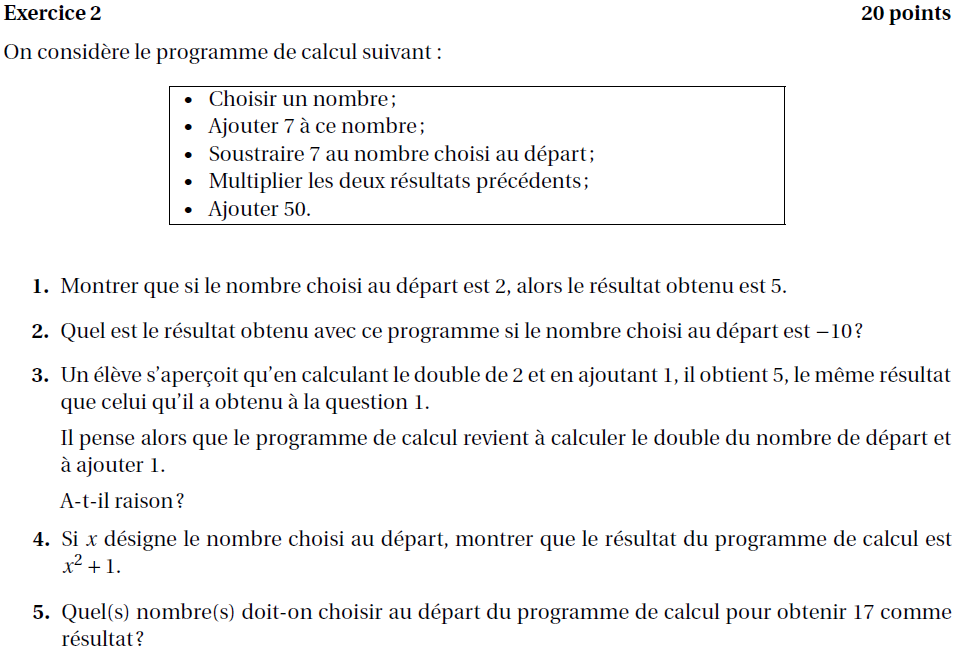 Exercice 2 20 points
On considère le programme de calcul suivant :
• Choisir un nombre;
• Ajouter 7 à ce nombre;
• Soustraire 7 au nombre choisi au départ;
• Multiplier les deux résultats précédents;
• Ajouter 50.
1. Montrer que si le nombre choisi au départ est 2, alors le résultat obtenu est 5.
2. Quel est le résultat obtenu avec ce programme si le nombre choisi au départ est −10?
3. Un élève s'aperçoit qu'en calculant le double de 2 et en ajoutant 1, il obtient 5, le même résultat
que celui qu'il a obtenu à la question 1.
Il pense alors que le programme de calcul revient à calculer le double du nombre de départ et
à ajouter 1.
A-t-il raison?
4. Si x désigne le nombre choisi au départ, montrer que le résultat du programme de calcul est
x² + 1.
5. Quel(s) nombre(s) doit-on choisir au départ du programme de calcul pour obtenir 17 comme
résultat?